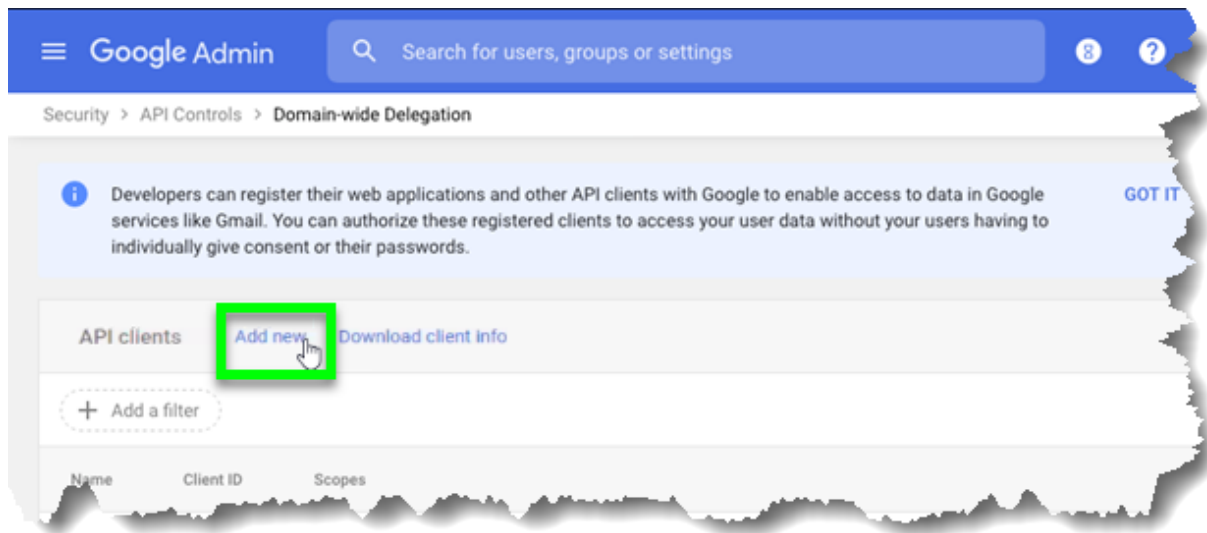 Google Admin
Search for users, groups or settings
8
?
Security > API Controls > Domain-wide Delegation
Developers can register their web applications and other API clients with Google to enable access to data in Google
GOT IT
services like Gmail. You can authorize these registered clients to access your user data without your users having to
individually give consent or their passwords.
API clients
Add new
Download client info
+ Add a filter
Name
Client ID
Scopes